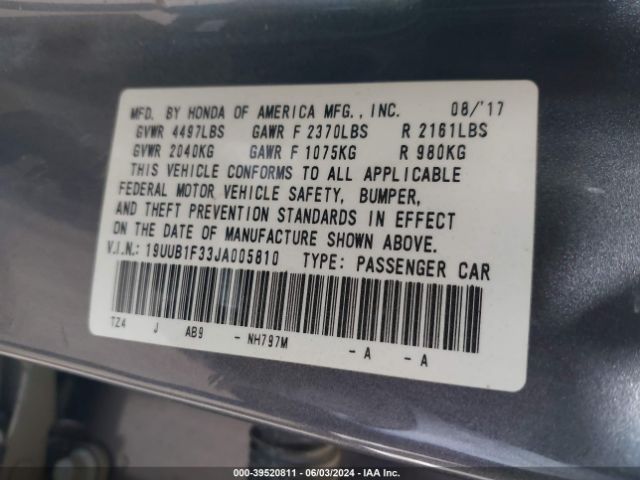 MFD. BY HONDA OF AMERICA MFG., INC. 08/'17
GVWR 4497LBS GAWR F 2370LBS R 2161LBS
GVWR 2040KG GAWR F 1075KG R 980KG
THIS VEHICLE CONFORMS TO ALL APPLICABLE
FEDERAL MOTOR VEHICLE SAFETY, BUMPER,
AND THEFT PREVENTION STANDARDS IN EFFECT
ON THE DATE OF MANUFACTURE SHOWN ABOVE.
V.I.N.: 19UUB1F33JA005810 TYPE: PASSENGER CAR
TZ4 J AB9 - NH797M - A - A
000-39520811 - 06/03/2024 - IAA Inc.